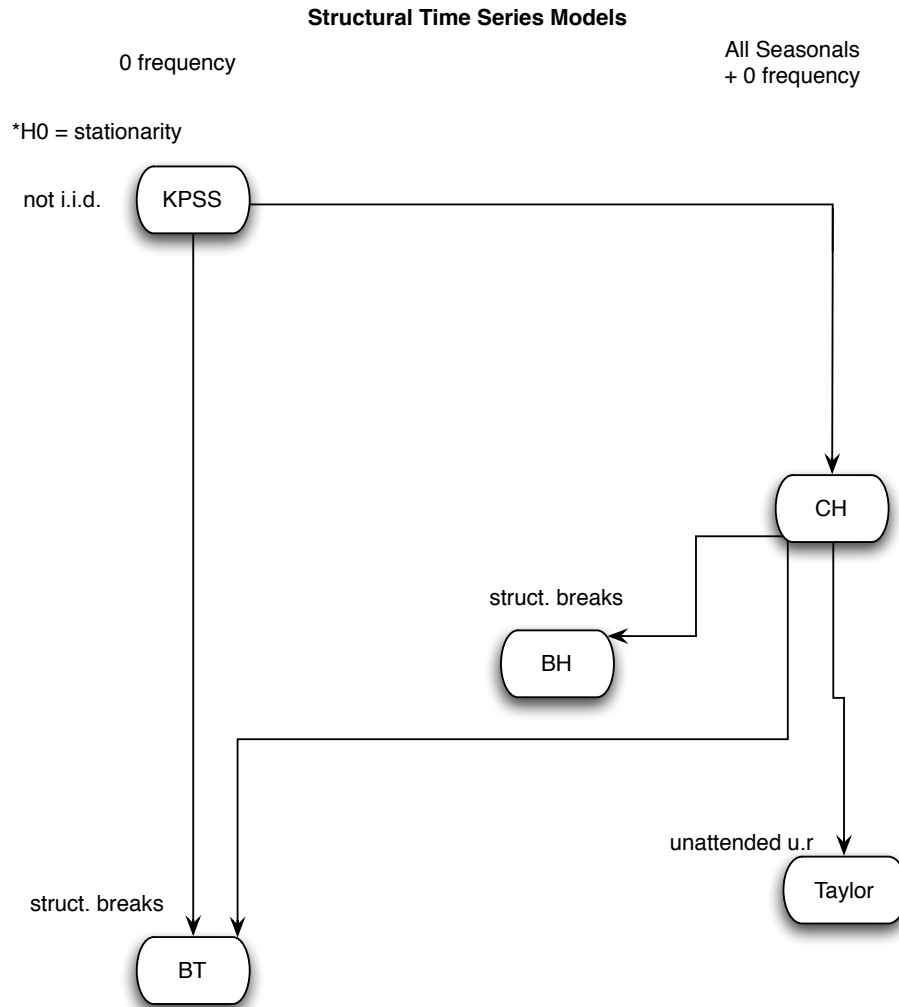 Structural Time Series Models
0 frequency
All Seasonals
+ 0 frequency
*H0 = stationarity
not i.i.d.
KPSS
CH
struct. breaks
BH
unattended u.r
Taylor
struct. breaks
BT